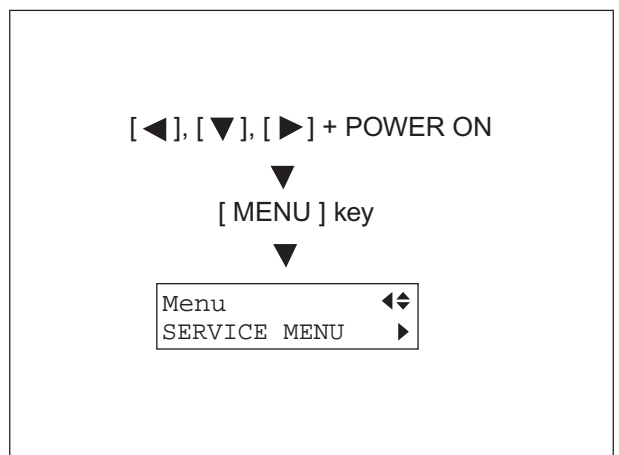 [ ◀ ], [ ▼ ], [ ▶ ] + POWER ON
▼
[ MENU ] key
▼
Menu ◀♦
SERVICE MENU ▶